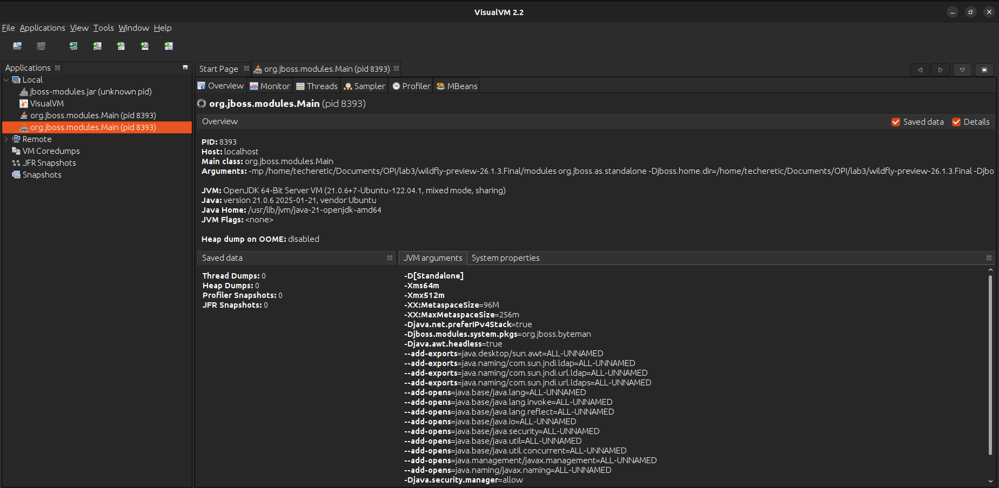 VisualVM 2.2
File Applications View Tools Window Help
Applications
Start Page org.jboss.modules.Main (pid 8393)
Local
jboss-modules.jar (unknown pid)
VisualVM
org.jboss.modules.Main (pid 8393)
org.jboss.modules.Main (pid 8393)
Remote
VM Coredumps
JFR Snapshots
Snapshots
Overview Monitor Threads Sampler Profiler MBeans
org.jboss.modules.Main (pid 8393)
Overview Saved data Details
PID: 8393
Host: localhost
Main class: org.jboss.modules.Main
Arguments: -mp /home/techeretic/Documents/OPI/lab3/wildfly-preview-26.1.3.Final/modules org.jboss.as.standalone -Djboss.home.dir=/home/techeretic/Documents/OPI/lab3/wildfly-preview-26.1.3.Final -Djbo
JVM: OpenJDK 64-Bit Server VM (21.0.6+7-Ubuntu-122.04.1, mixed mode, sharing)
Java: version 21.0.6 2025-01-21, vendor Ubuntu
Java Home: /usr/lib/jvm/java-21-openjdk-amd64
JVM Flags: <none>
Heap dump on OOME: disabled
Saved data
Thread Dumps: 0
Heap Dumps: 0
Profiler Snapshots: 0
JFR Snapshots: 0
JVM arguments System properties
-D[Standalone]
-Xms64m
-Xmx512m
-XX:MetaspaceSize=96M
-XX:MaxMetaspaceSize=256m
-Djava.net.preferIPv4Stack=true
-Djboss.modules.system.pkgs=org.jboss.byteman
-Djava.awt.headless=true
--add-exports=java.desktop/sun.awt=ALL-UNNAMED
--add-exports=java.naming/com.sun.jndi.ldap=ALL-UNNAMED
--add-exports=java.naming/com.sun.jndi.url.ldap=ALL-UNNAMED
--add-exports=java.naming/com.sun.jndi.url.ldaps=ALL-UNNAMED
--add-opens=java.base/java.lang=ALL-UNNAMED
--add-opens=java.base/java.lang.invoke=ALL-UNNAMED
--add-opens=java.base/java.lang.reflect=ALL-UNNAMED
--add-opens=java.base/java.io=ALL-UNNAMED
--add-opens=java.base/java.security=ALL-UNNAMED
--add-opens=java.base/java.util=ALL-UNNAMED
--add-opens=java.base/java.util.concurrent=ALL-UNNAMED
--add-opens=java.management/javax.management=ALL-UNNAMED
--add-opens=java.naming/javax.naming=ALL-UNNAMED
-Djava.security.manager=allow